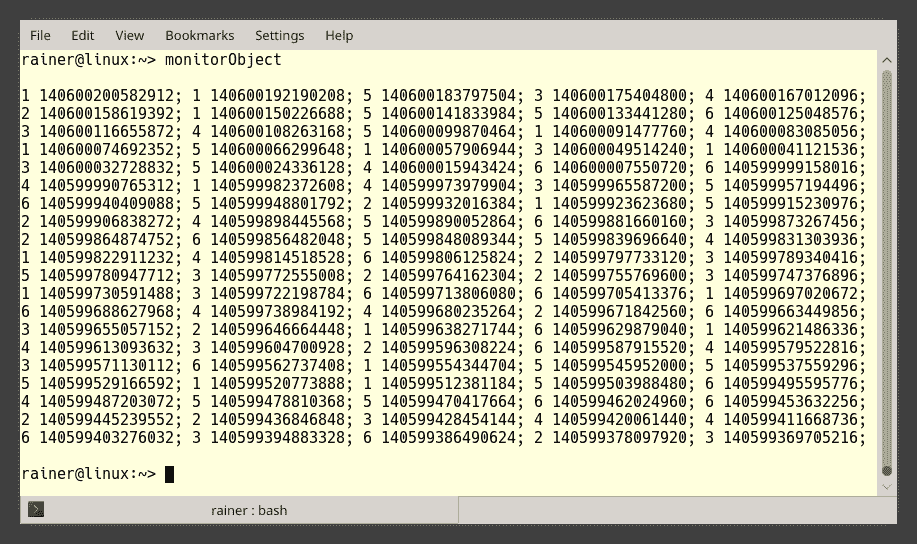 File Edit View Bookmarks Settings Help
rainer@linux:~> monitorObject
1 140600200582912; 1 140600192190208; 5 140600183797504; 3 140600175404800; 4 140600167012096;
2 140600158619392; 1 140600150226688; 5 140600141833984; 5 140600133441280; 6 140600125048576;
3 140600116655872; 4 140600108263168; 5 140600099870464; 1 140600091477760; 4 140600083085056;
1 140600074692352; 5 140600066299648; 1 140600057906944; 3 140600049514240; 1 140600041121536;
3 140600032728832; 5 140600024336128; 4 140600015943424; 6 140600007550720; 6 140599999158016;
4 140599990765312; 1 140599982372608; 4 140599973979904; 3 140599965587200; 5 140599957194496;
6 140599940409088; 5 140599948801792; 2 140599932016384; 1 140599923623680; 5 140599915230976;
2 140599906838272; 4 140599898445568; 5 140599890052864; 6 140599881660160; 3 140599873267456;
2 140599864874752; 6 140599856482048; 5 140599848089344; 5 140599839696640; 4 140599831303936;
1 140599822911232; 4 140599814518528; 6 140599806125824; 2 140599797733120; 3 140599789340416;
5 140599780947712; 3 140599772555008; 2 140599764162304; 2 140599755769600; 3 140599747376896;
1 140599730591488; 3 140599722198784; 6 140599713806080; 6 140599705413376; 1 140599697020672;
6 140599688627968; 4 140599738984192; 4 140599680235264; 2 140599671842560; 6 140599663449856;
3 140599655057152; 2 140599646664448; 1 140599638271744; 6 140599629879040; 1 140599621486336;
4 140599613093632; 3 140599604700928; 2 140599596308224; 6 140599587915520; 4 140599579522816;
3 140599571130112; 6 140599562737408; 1 140599554344704; 5 140599545952000; 5 140599537559296;
5 140599529166592; 1 140599520773888; 1 140599512381184; 5 140599503988480; 6 140599495595776;
4 140599487203072; 5 140599478810368; 5 140599470417664; 6 140599462024960; 6 140599453632256;
2 140599445239552; 2 140599436846848; 3 140599428454144; 4 140599420061440; 4 140599411668736;
6 140599403276032; 3 140599394883328; 6 140599386490624; 2 140599378097920; 3 140599369705216;
rainer@linux:~>
rainer : bash